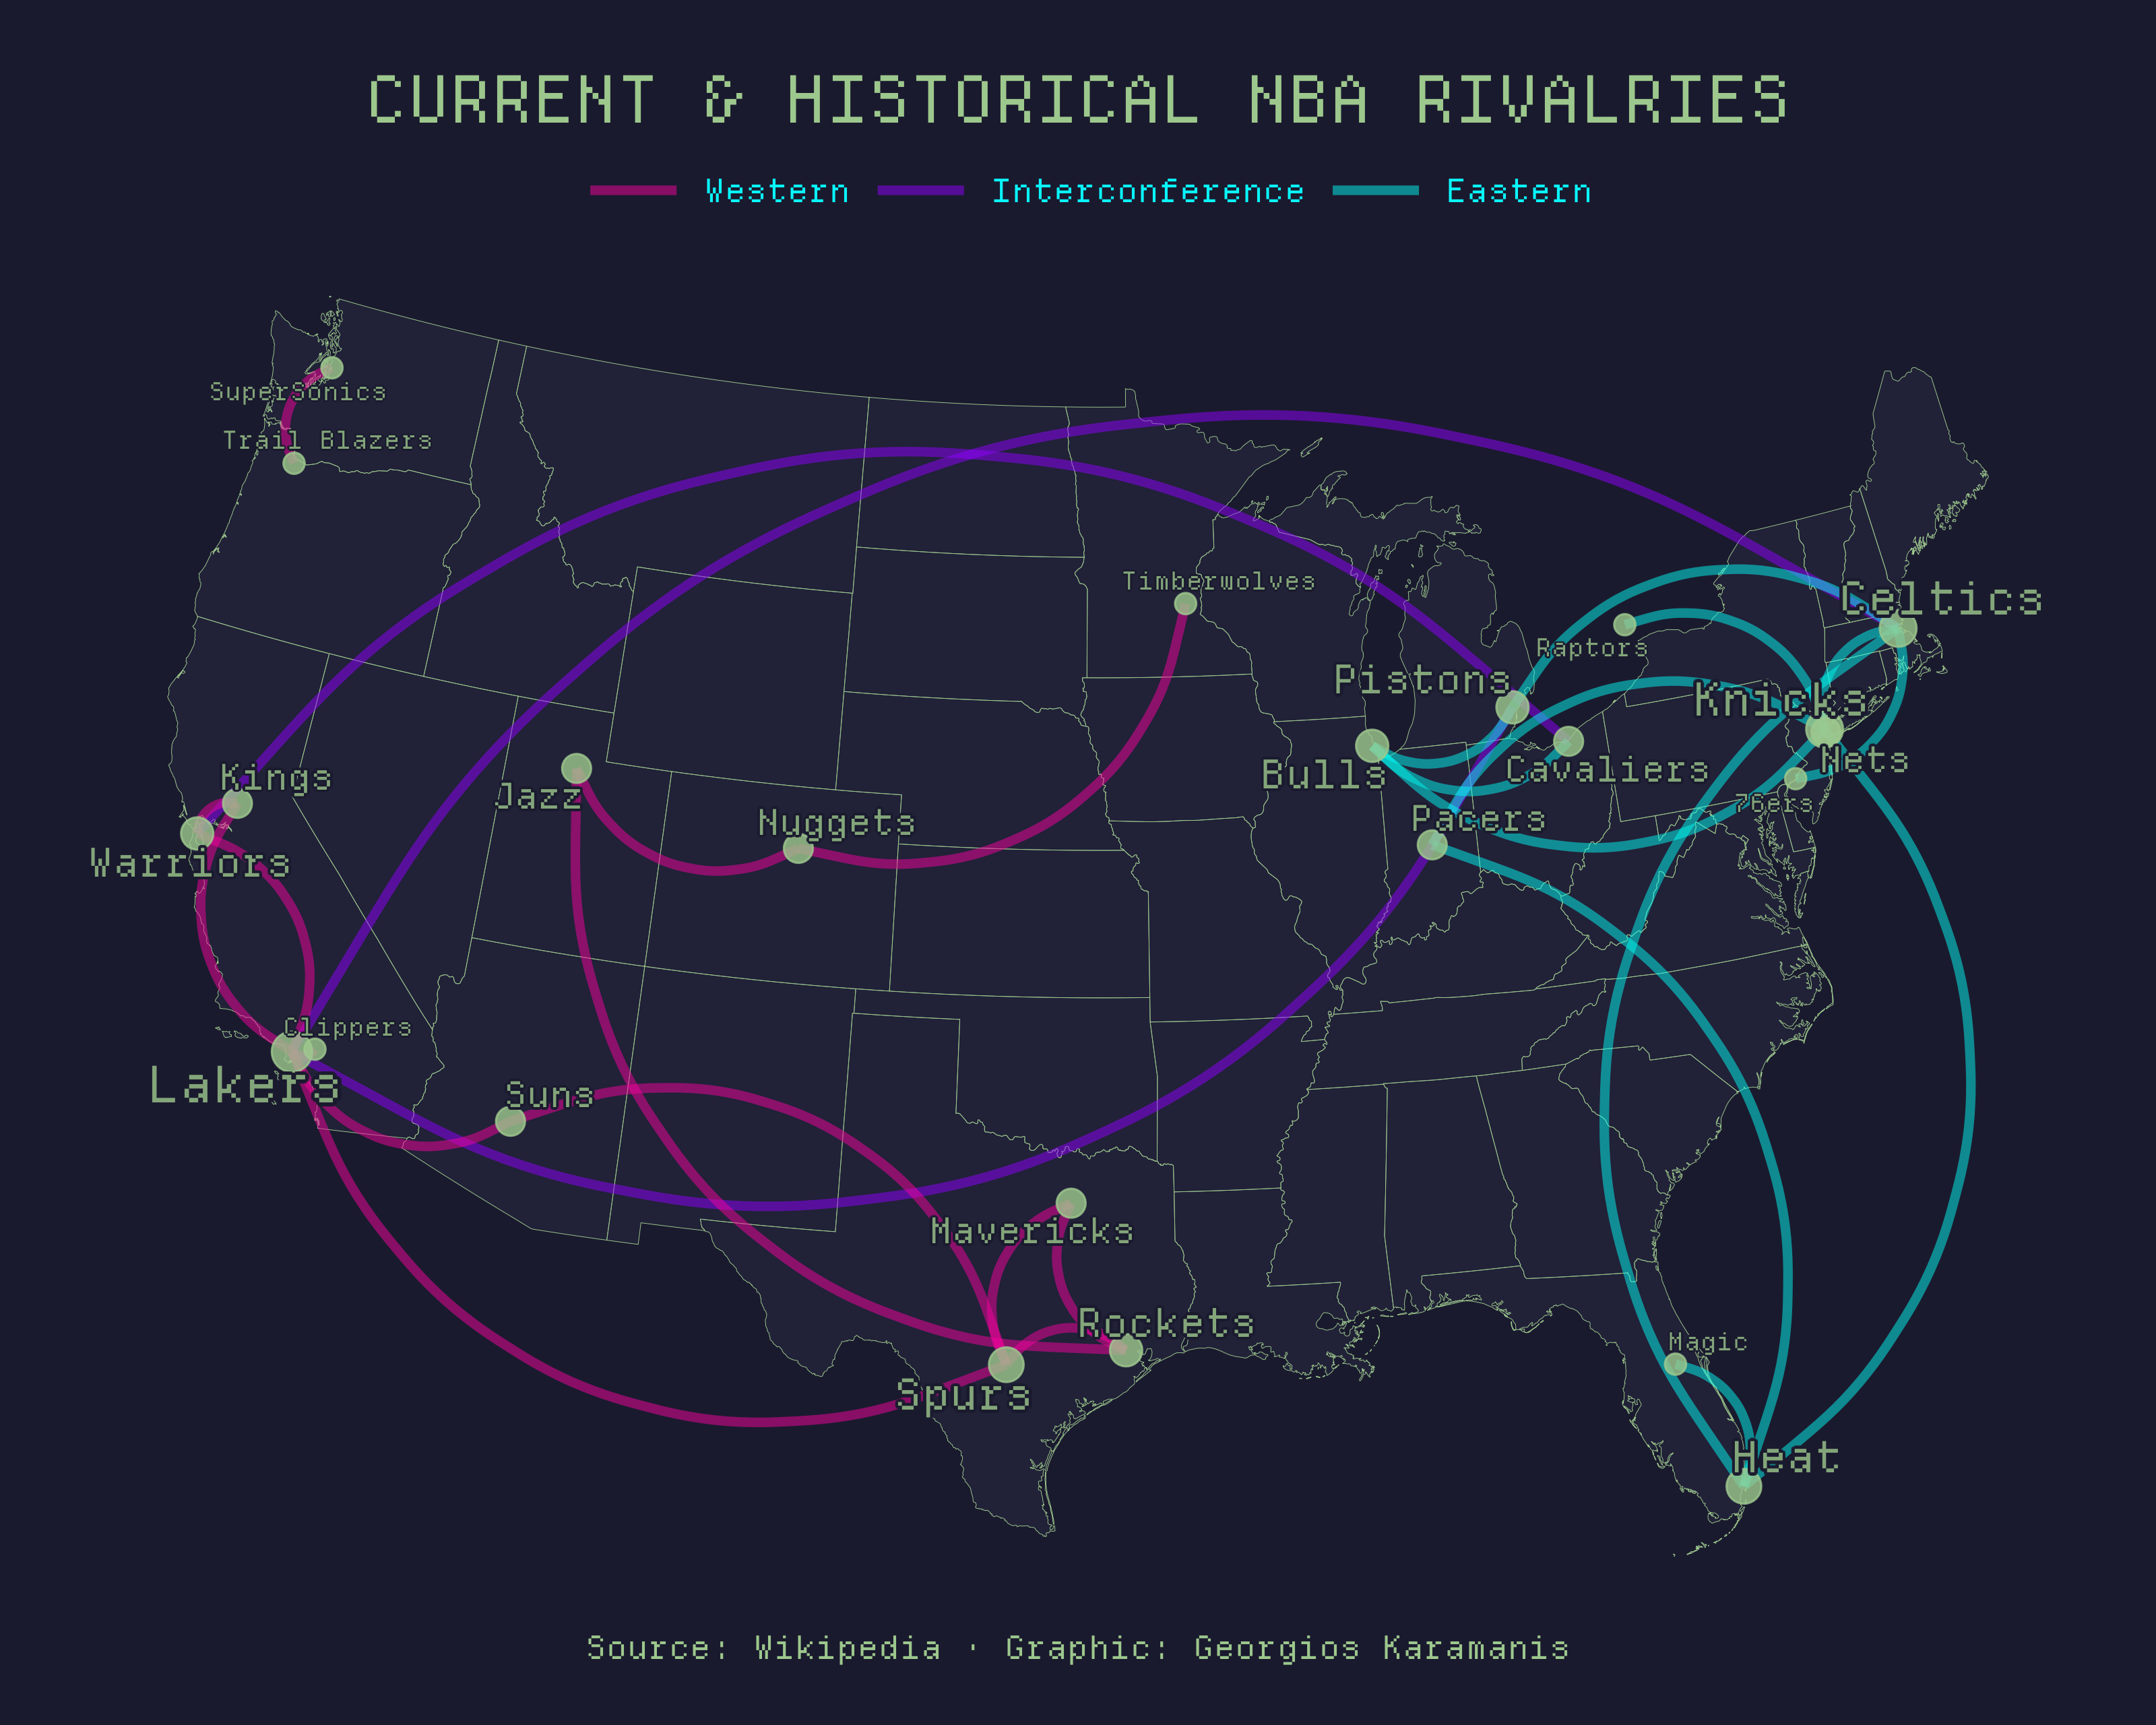 CURRENT & HISTORICAL NBA RIVALRIES
Western Interconference Eastern
SuperSonics
Trail Blazers
Timberwolves
Celtics
Raptors
Pistons
Knicks
Nets
Cavaliers
Bulls
Kings
Jazz
76ers
Pacers
Nuggets
Warriors
Clippers
Lakers
Suns
Mavericks
Rockets
Magic
Spurs
Heat
Source: Wikipedia · Graphic: Georgios Karamanis